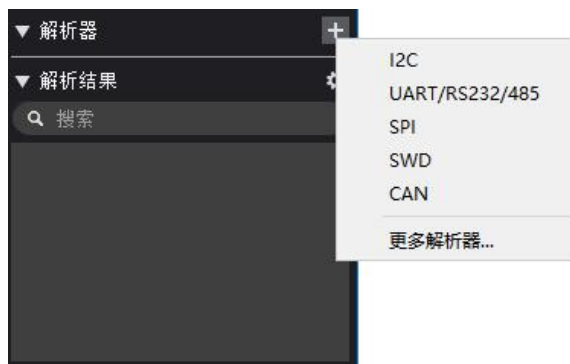 解析器
解析结果
搜索
I2C
UART/RS232/485
SPI
SWD
CAN
更多解析器...